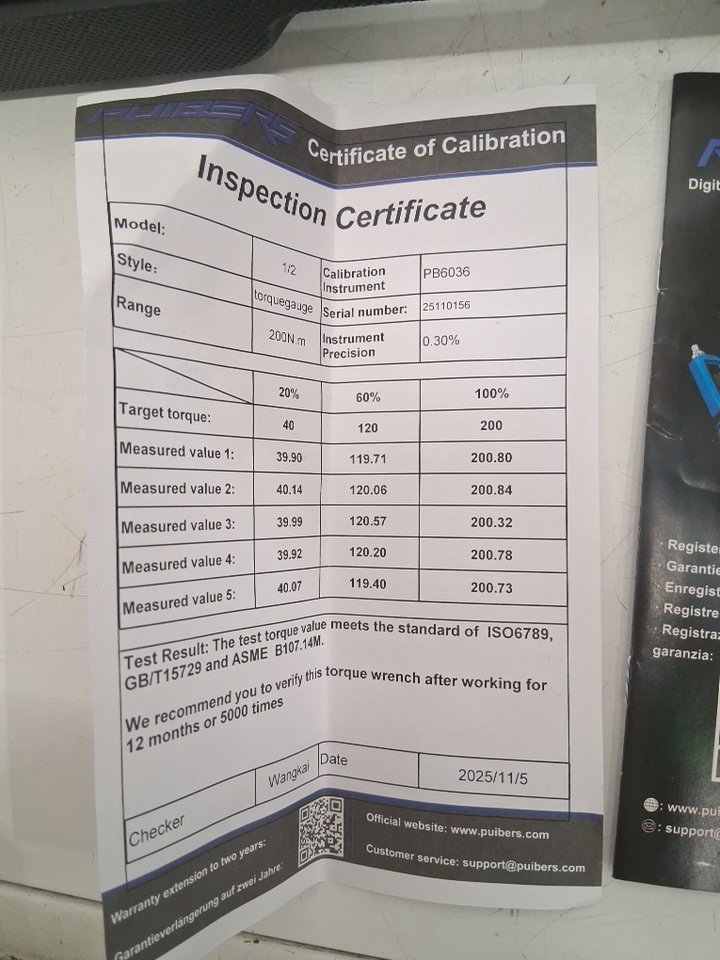 PUIBERS
Certificate of Calibration
Inspection Certificate
Model: 1/2 Calibration Instrument PB6036
Style: torquegauge Serial number: 25110156
Range 200N.m Instrument Precision 0.30%
20% 60% 100%
Target torque: 40 120 200
Measured value 1: 39.90 119.71 200.80
Measured value 2: 40.14 120.06 200.84
Measured value 3: 39.99 120.57 200.32
Measured value 4: 39.92 120.20 200.78
Measured value 5: 40.07 119.40 200.73
Test Result: The test torque value meets the standard of ISO6789,
GB/T15729 and ASME B107.14M.
We recommend you to verify this torque wrench after working for
12 months or 5000 times
Checker Wangkai Date 2025/11/5
Warranty extension to two years:
Garantieverlängerung auf zwei Jahre:
Official website: www.puibers.com
Customer service: support@puibers.com
Digit
· Registe
· Garantie
· Enregist
· Registre
· Registraz
garanzia:
: www.pui
: support@